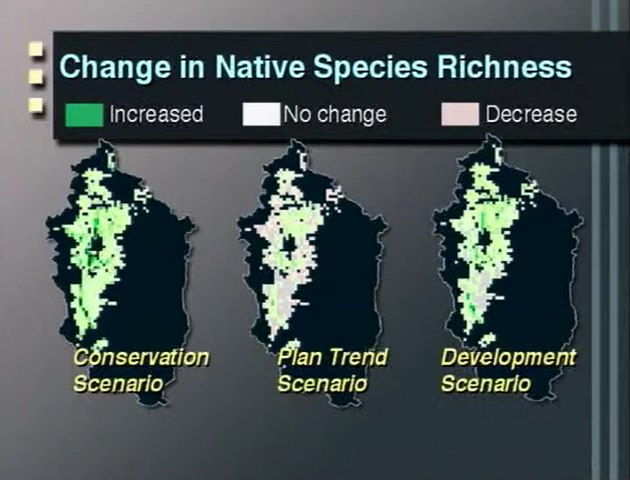 Change in Native Species Richness
Increased No change Decrease
Conservation Scenario
Plan Trend Scenario
Development Scenario